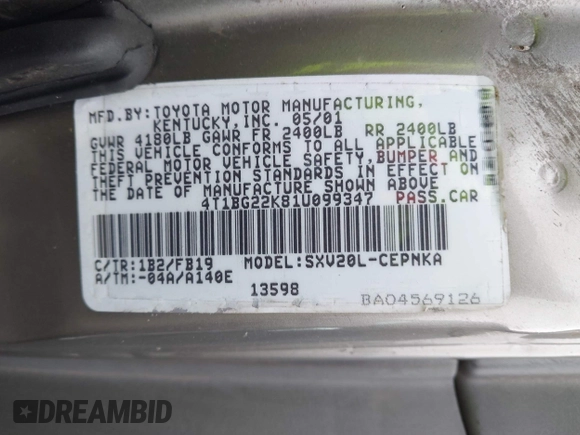 MFD.BY:TOYOTA MOTOR MANUFACTURING,
KENTUCKY,INC. 05/01
GVWR 4180LB GAWR FR 2400LB RR 2400LB
THIS VEHICLE CONFORMS TO ALL APPLICABLE
FEDERAL MOTOR VEHICLE SAFETY,BUMPER AND
THEFT PREVENTION STANDARDS IN EFFECT ON
THE DATE OF MANUFACTURE SHOWN ABOVE
4T1BG22K81U099347 PASS.CAR
C/TR:1B2/FB19 MODEL:SXV20L-CEPNKA
A/TM:-04A/A140E
13598 BA04569126
DREAMBID